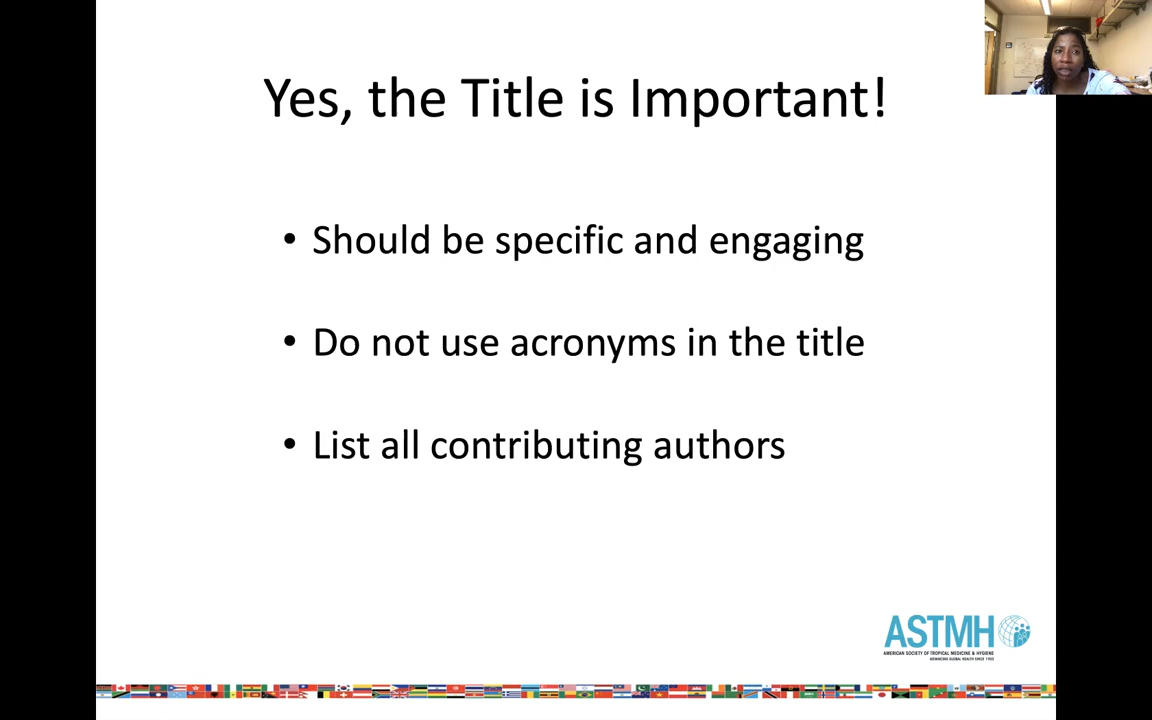 Yes, the Title is Important!
• Should be specific and engaging
• Do not use acronyms in the title
• List all contributing authors
ASTMH
AMERICAN SOCIETY OF TROPICAL MEDICINE & HYGIENE
ADVANCING GLOBAL HEALTH SINCE 1903